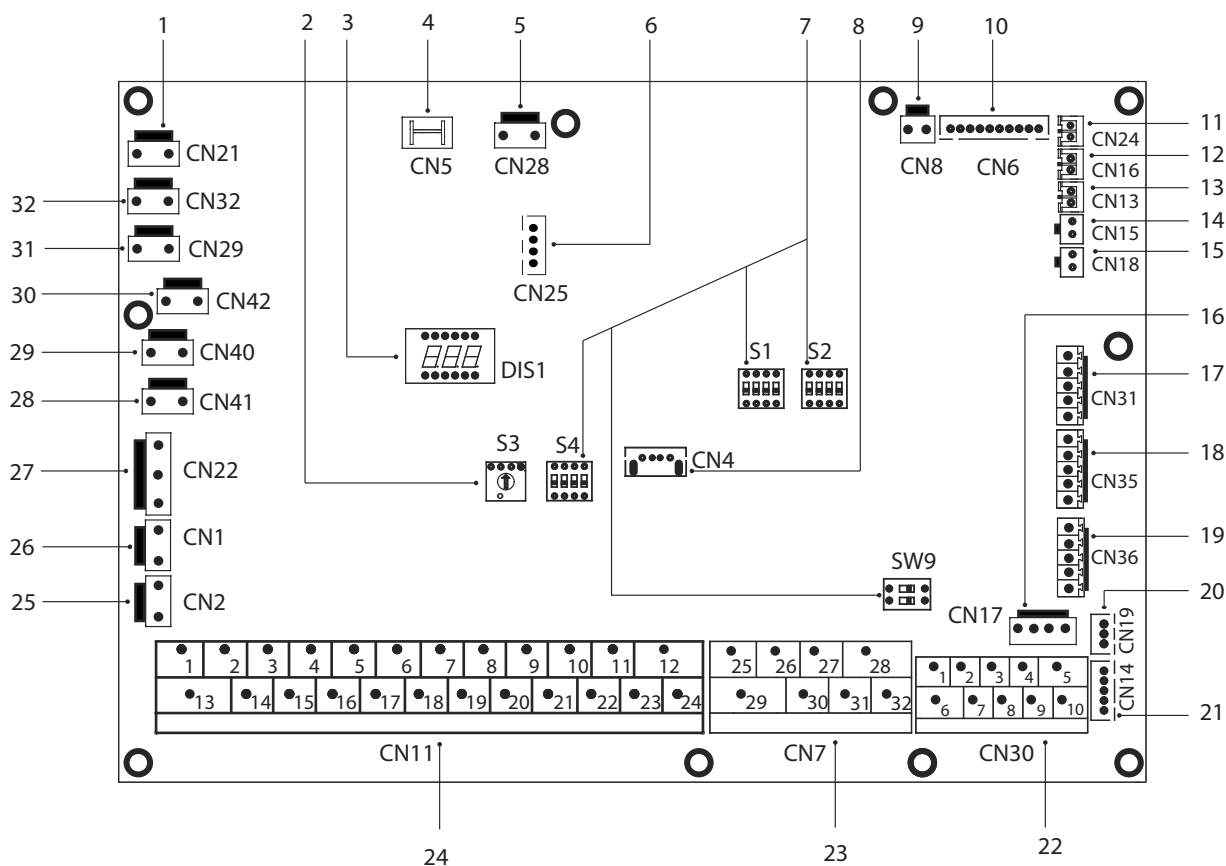 1 2 3 4 5 6 7 8 9 10
CN21
CN5
CN28
CN8
CN6
CN24
11
CN16
12
CN13
13
CN15
14
CN18
15
32
CN32
31
CN29
30
CN42
29
CN40
28
CN41
27
CN22
26
CN1
25
CN2
CN25
DIS1
888
S1
S2
S3
S4
CN4
16
CN31
17
CN35
18
CN36
19
SW9
CN17
CN19
20
CN14
21
1 2 3 4 5 6 7 8 9 10 11 12
13 14 15 16 17 18 19 20 21 22 23 24
CN11
25 26 27 28
29 30 31 32
CN7
1 2 3 4 5
6 7 8 9 10
CN30
24
23
22